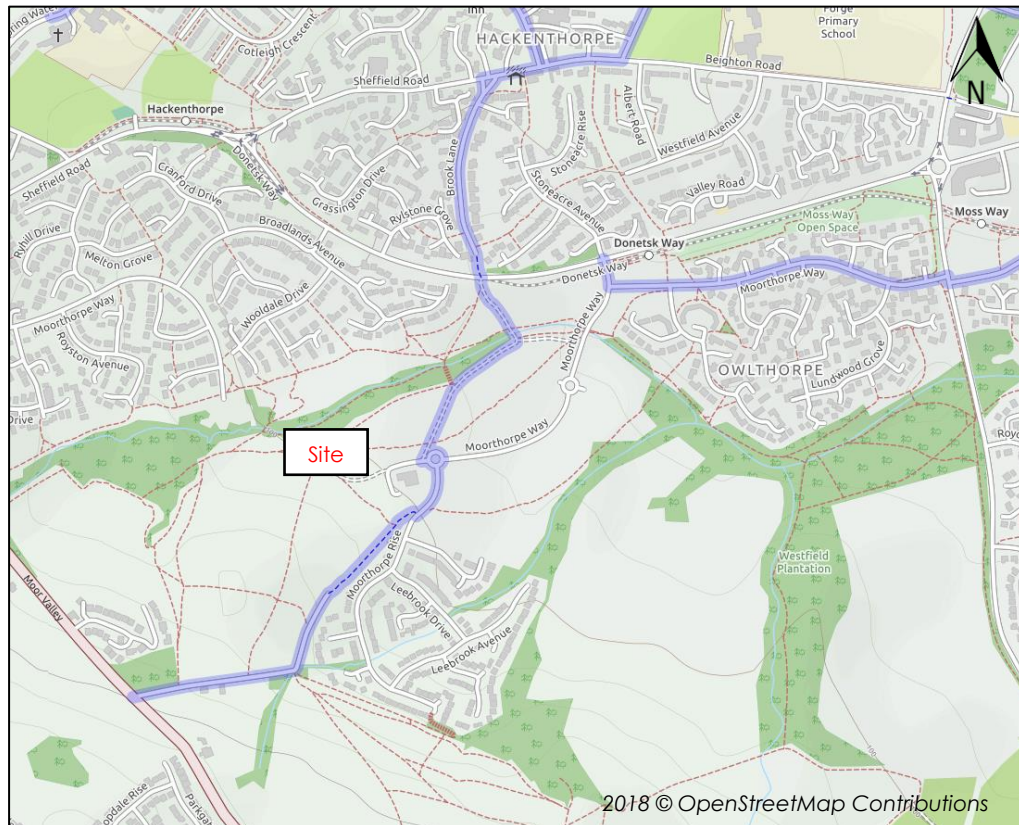 Inn
HACKENTHORPE
Forge
Primary
School
Cotleigh Crescent
Sheffield Road
Beighton Road
N
Hackenthorpe
Albert Road
Stoneacre Rise
Westfield Avenue
Sheffield Road
Donetsk Way
Cranford Drive
Grassington Drive
Brook Lane
Stoneacre Avenue
Valley Road
Ryhill Drive
Rylstone Grove
Broadlands Avenue
Moss Way
Open Space
Moss Way
Melton Grove
Donetsk Way
Donetsk Way
Moorthorpe Way
Moorthorpe Way
Wooldale Drive
Moorthorpe Way
Royston Avenue
OWLTHORPE
Lundwood Grove
Drive
Moorthorpe Way
Site
Westfield
Plantation
Moorthorpe Rise
Moor Valley
Leebrook Drive
Leebrook Avenue
2018 © OpenStreetMap Contributions